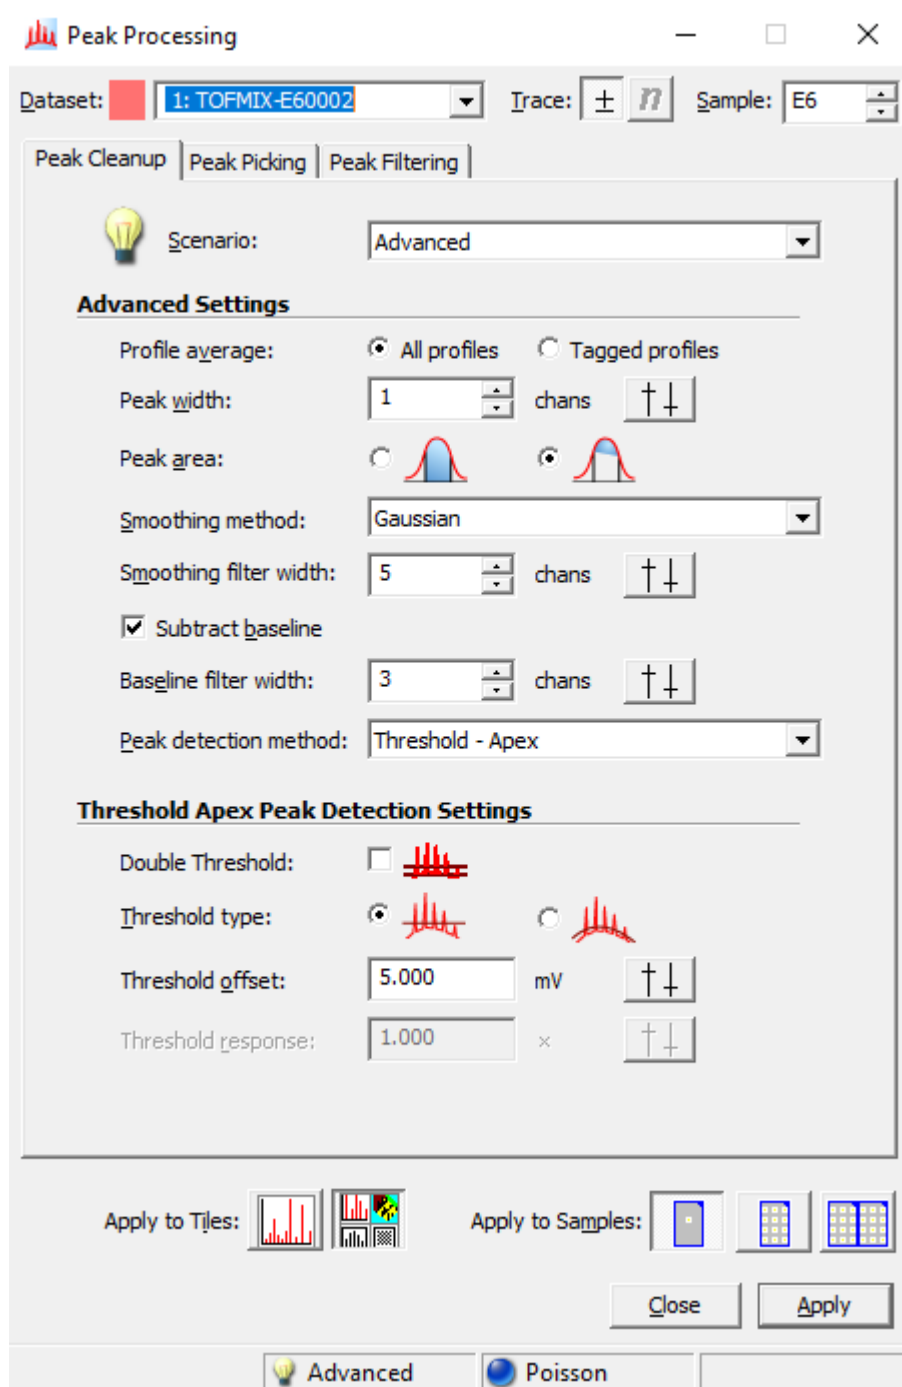 Peak Processing
Dataset: 1: TOFMIX-E60002 Trace: ± n Sample: E6
Peak Cleanup Peak Picking Peak Filtering
Scenario: Advanced
Advanced Settings
Profile average: All profiles Tagged profiles
Peak width: 1 chans
Peak area:
Smoothing method: Gaussian
Smoothing filter width: 5 chans
Subtract baseline
Baseline filter width: 3 chans
Peak detection method: Threshold - Apex
Threshold Apex Peak Detection Settings
Double Threshold:
Threshold type:
Threshold offset: 5.000 mV
Threshold response: 1.000 x
Apply to Tiles: Apply to Samples:
Close Apply
Advanced Poisson